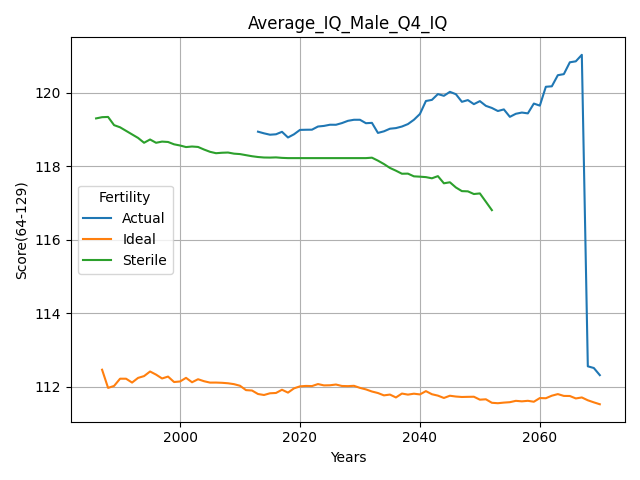 Average_IQ_Male_Q4_IQ
Score(64-129)
120
118
116
114
112
Fertility
Actual
Ideal
Sterile
2000
2020
2040
2060
Years